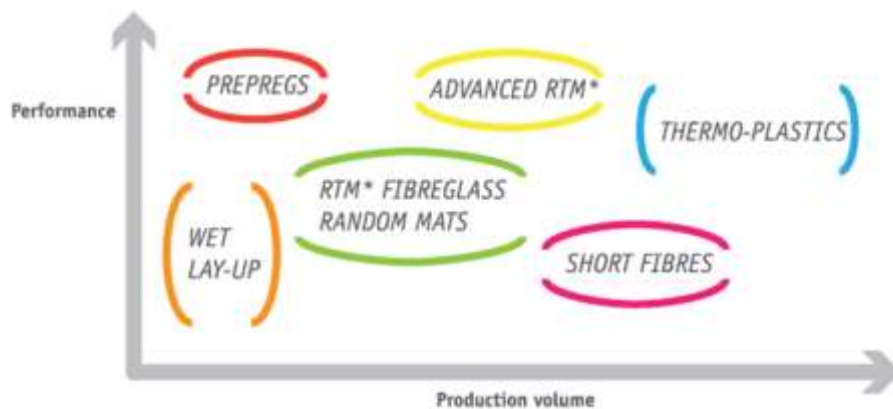 PREPREGS
ADVANCED RTM*
Performance
THERMO-PLASTICS
RTM* FIBREGLASS
RANDOM MATS
WET
LAY-UP
SHORT FIBRES
Production volume